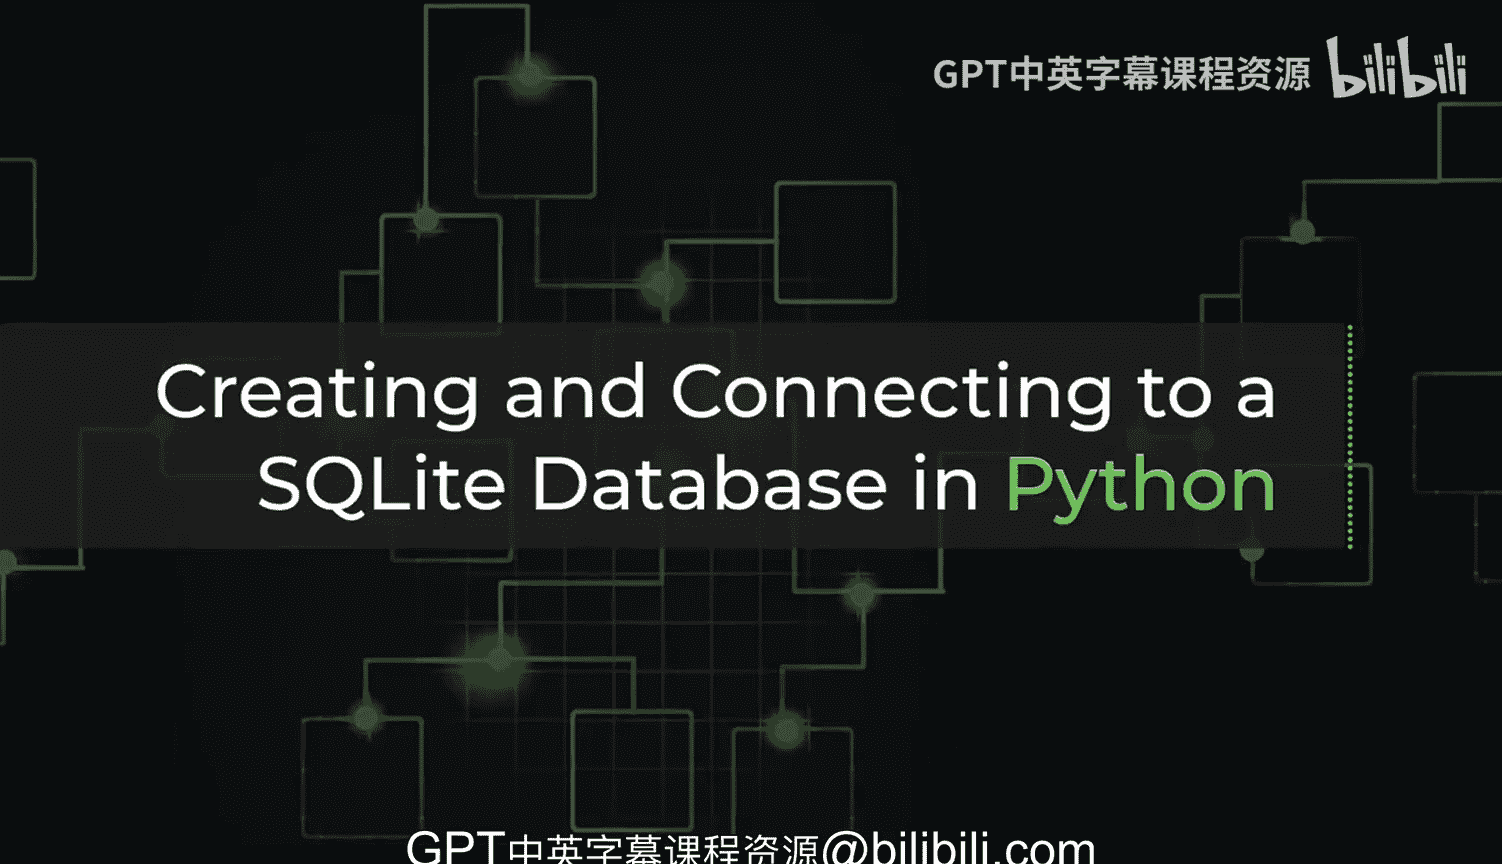 GPT中英字幕课程资源 bilibili
Creating and Connecting to a
SQLite Database in Python
GPT中英字幕课程资源@bilibili.com